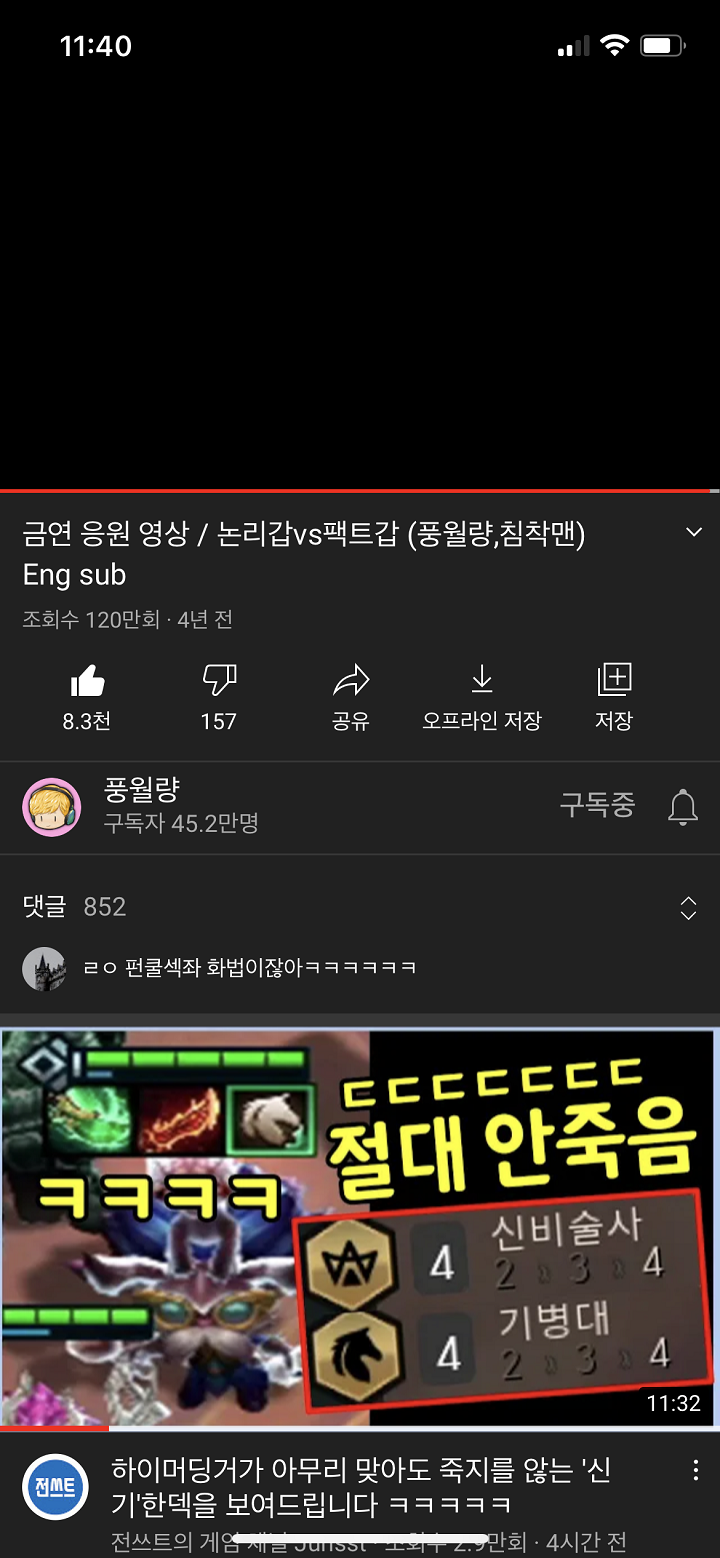 11:40
금연 응원 영상 / 논리갑vs팩트갑 (풍월량,침착맨)
Eng sub
조회수 120만회 · 4년 전
8.3천
157
공유
오프라인 저장
저장
풍월량
구독자 45.2만명
구독중
댓글 852
ㄹㅇ 펀쿨섹좌 화법이잖아ㅋㅋㅋㅋㅋㅋ
ㄷㄷㄷㄷㄷㄷㄷ
절대 안죽음
ㅋㅋㅋㅋ
4 신비술사
2 » 3 » 4
4 기병대
2 » 3 » 4
11:32
전쓰트
하이머딩거가 아무리 맞아도 죽지를 않는 '신
기'한덱을 보여드립니다 ㅋㅋㅋㅋㅋ
전쓰트의 게임 채널 Junsst · 조회수 2.9만회 · 4시간 전